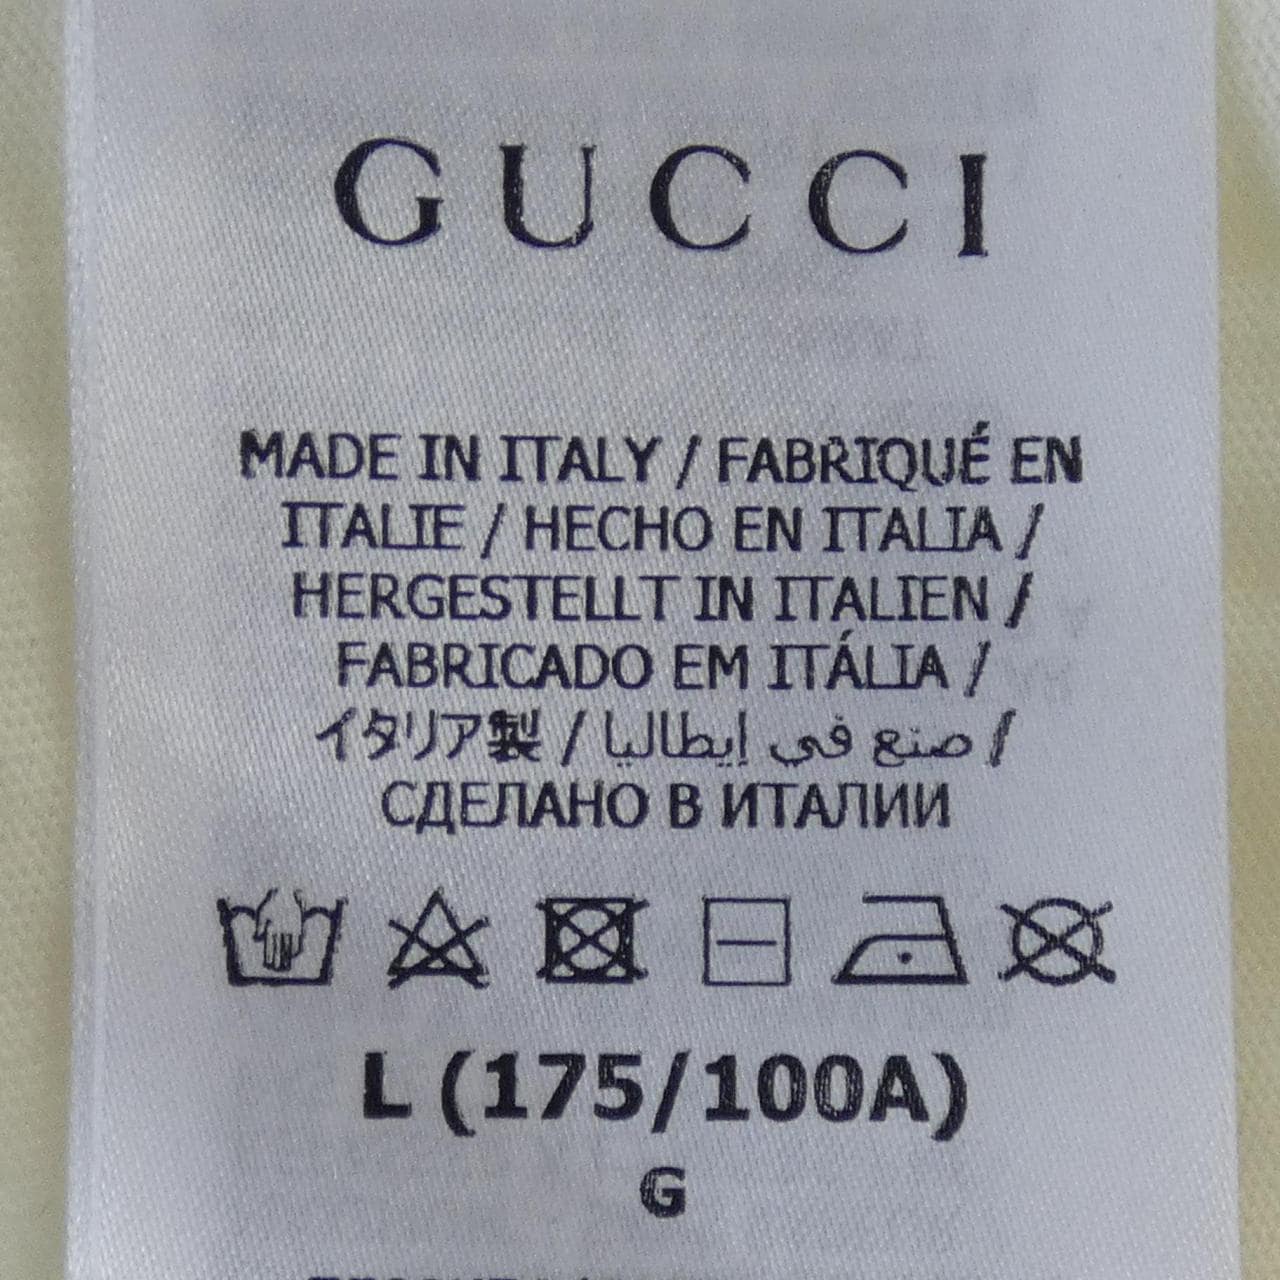 GUCCI
MADE IN ITALY / FABRIQUÉ EN
ITALIE / HECHO EN ITALIA /
HERGESTELLT IN ITALIEN /
FABRICADO EM ITÁLIA /
イタリア製 / صنع في إيطاليا /
СДЕЛАНО В ИТАЛИИ
L (175/100A)
G